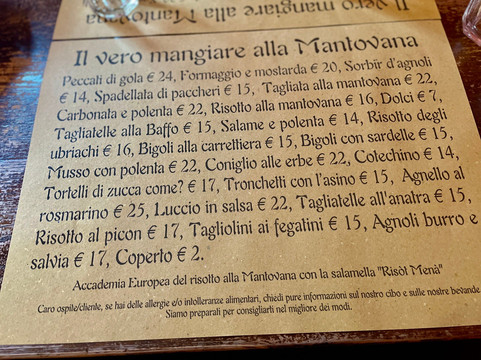 Il vero mangiare alla Mantovana
Il vero mangiare alla Mantovana
Peccati di gola € 24, Formaggio e mostarda € 20, Sorbir d'agnoli
€ 14, Spadellata di paccheri € 15, Tagliata alla mantovana € 22,
Carbonata e polenta € 22, Risotto alla mantovana € 16, Dolci € 7,
Tagliatelle alla Baffo € 15, Salame e polenta € 14, Risotto degli
ubriachi € 16, Bigoli alla carrettiera € 15, Bigoli con sardelle € 15,
Musso con polenta € 22, Coniglio alle erbe € 22, Cotechino € 14,
Tortelli di zucca come? € 17, Tronchetti con l'asino € 15, Agnello al
rosmarino € 25, Luccio in salsa € 22, Tagliatelle all'anatra € 15,
Risotto al picon € 17, Tagliolini ai fegatini € 15, Agnoli burro e
salvia € 17, Coperto € 2.
Accademia Europea del risotto alla Mantovana con la salamella "Risòt Menà"
Caro ospite/cliente, se hai delle allergie e/o intolleranze alimentari, chiedi pure informazioni sul nostro cibo e sulle nostre bevande
Siamo preparati per consigliarti nel migliore dei modi.